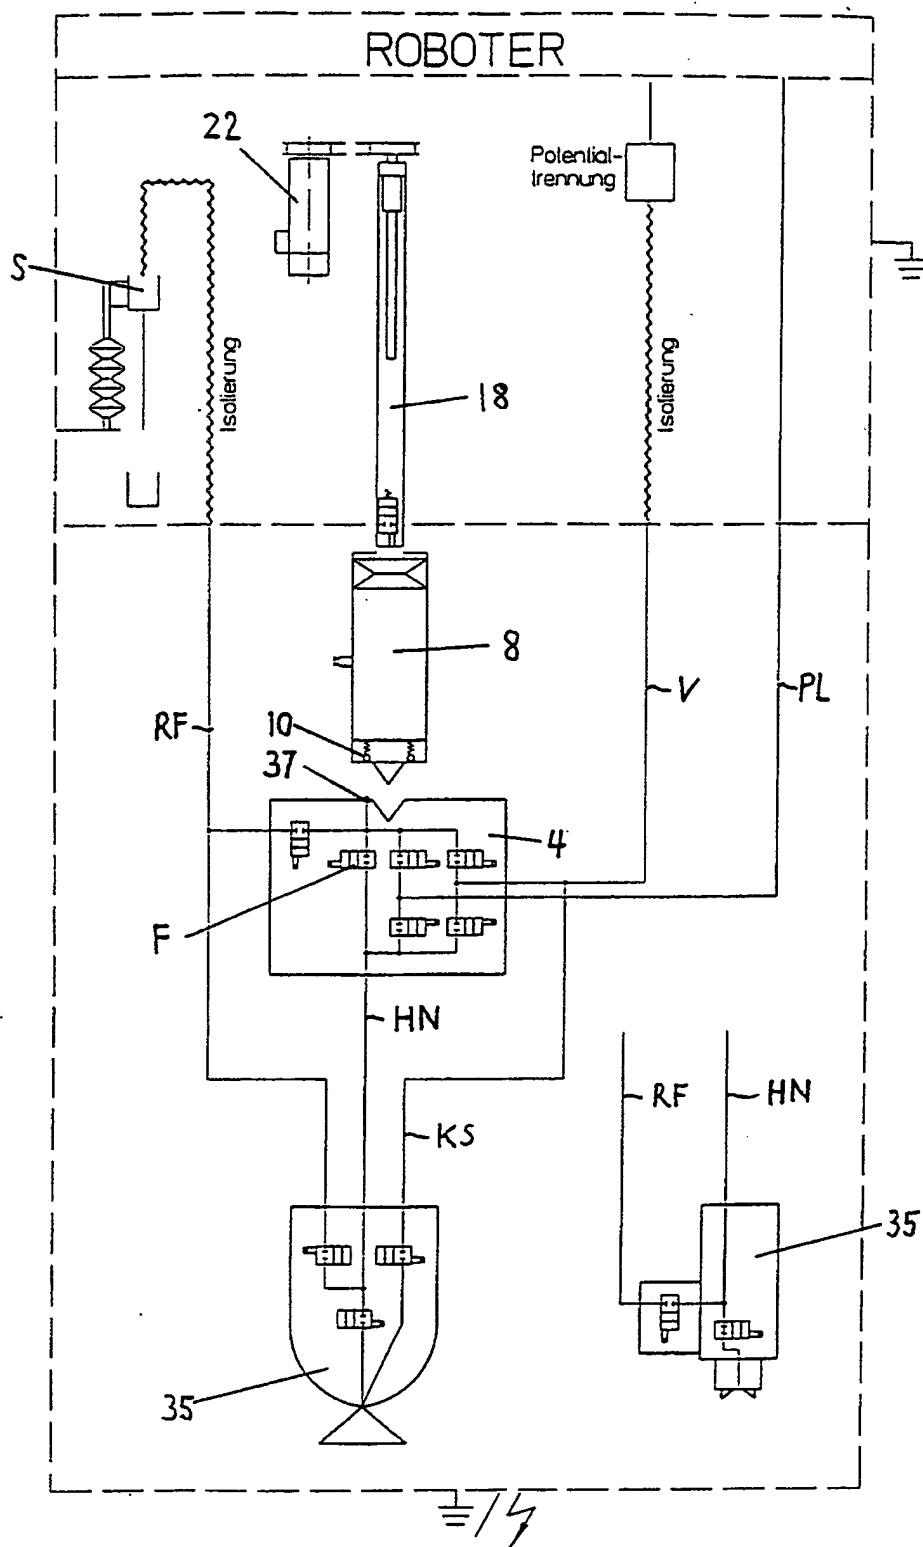 ROBOTER
22
Potential-
trennung
S
Isolierung
Isolierung
18
8
V
PL
RF
10
37
4
F
HN
RF
HN
KS
35
35